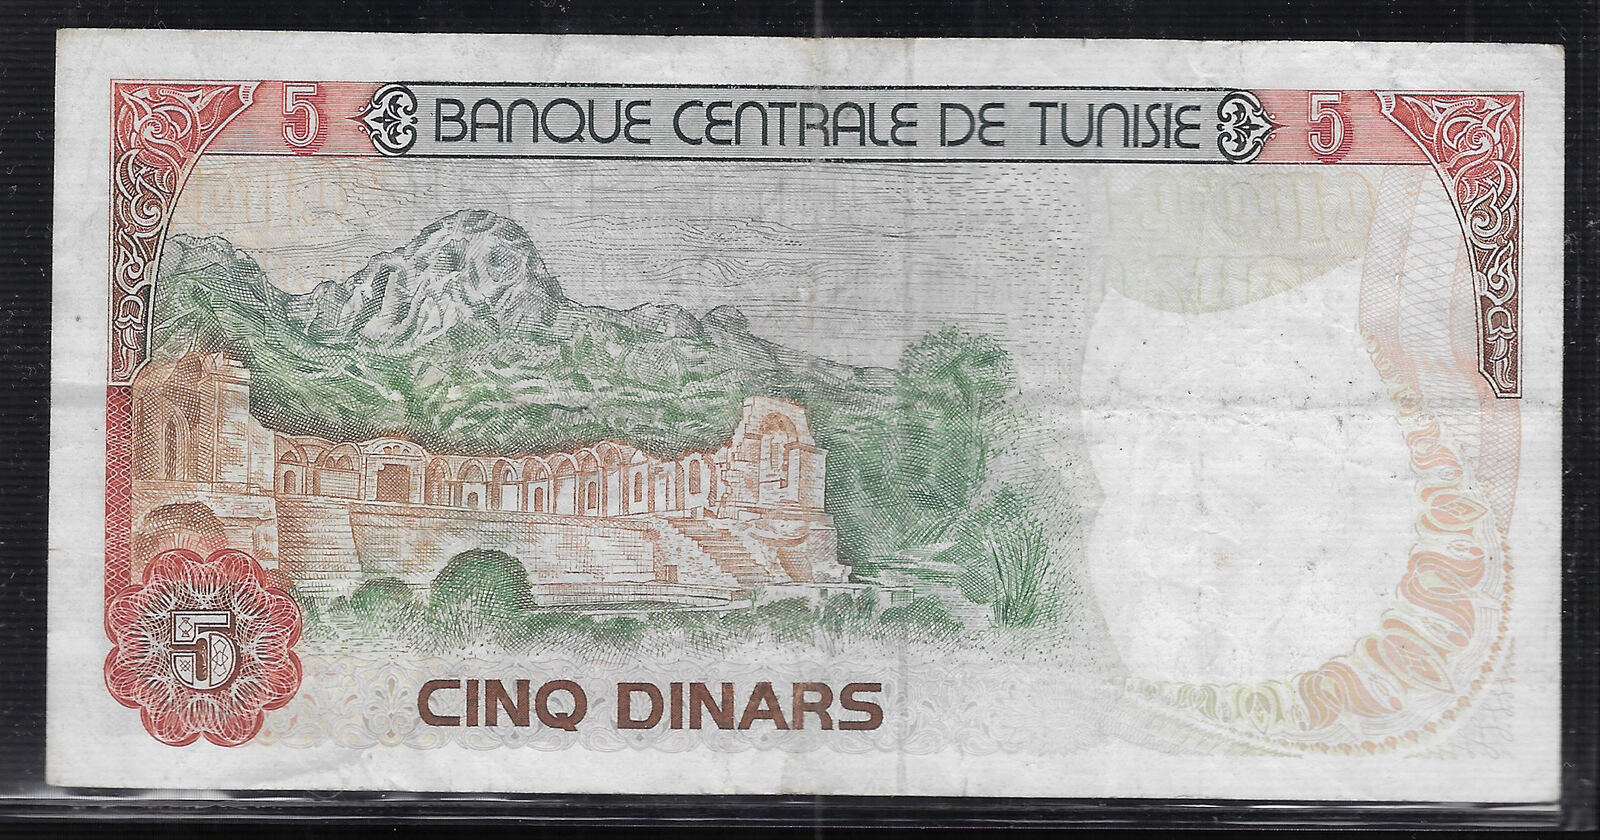 5 BANQUE CENTRALE DE TUNISIE 5
5
CINQ DINARS